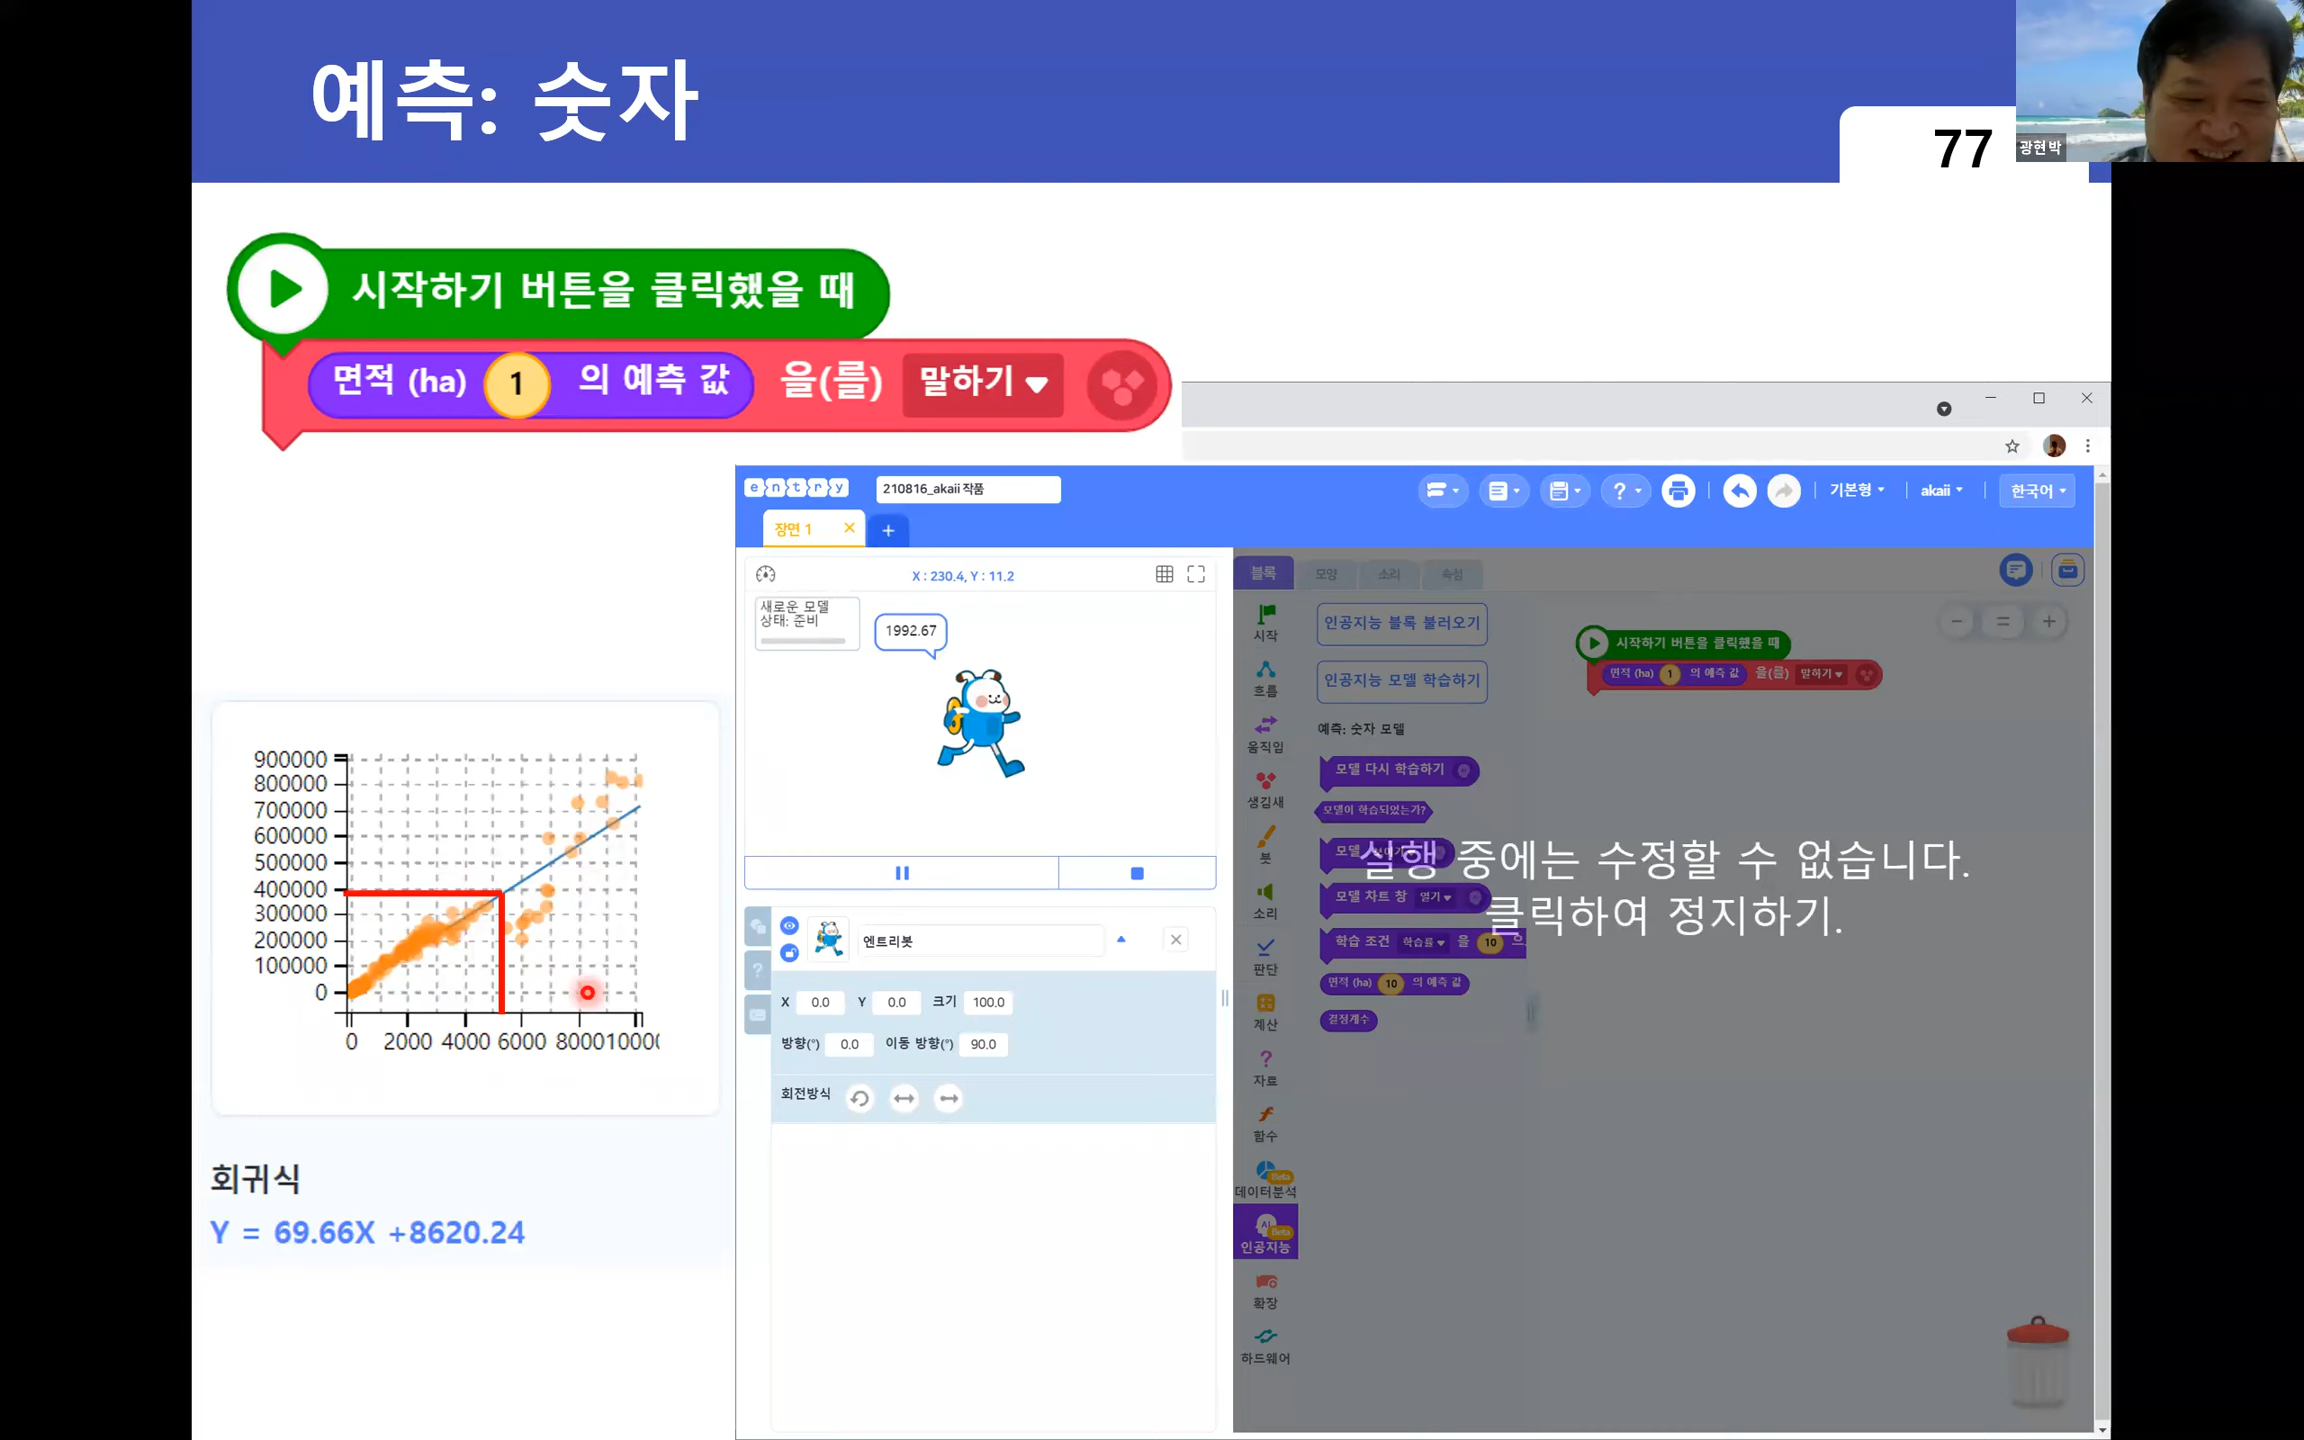 예측: 숫자
77
광현박
시작하기 버튼을 클릭했을 때
면적 (ha) 1 의 예측 값 을(를) 말하기
entry
210816_akaii 작품
기본형
akaii
한국어
장면 1
X : 230.4, Y : 11.2
새로운 모델
상태: 준비
1992.67
블록
모양
소리
속성
시작
흐름
움직임
생김새
붓
소리
판단
계산
자료
함수
Beta
데이터분석
AI
Beta
인공지능
확장
하드웨어
인공지능 블록 불러오기
인공지능 모델 학습하기
예측: 숫자 모델
모델 다시 학습하기
모델이 학습되었는가?
모델
모델 차트 창 열기
학습 조건 학습률 을 10
면적 (ha) 10 의 예측 값
결정계수
시작하기 버튼을 클릭했을 때
면적 (ha) 1 의 예측 값 을(를) 말하기
실행 중에는 수정할 수 없습니다.
클릭하여 정지하기.
엔트리봇
X 0.0 Y 0.0 크기 100.0
방향(°) 0.0 이동 방향(°) 90.0
회전방식
900000
800000
700000
600000
500000
400000
300000
200000
100000
0
0 2000 4000 6000 8000 1000
회귀식
Y = 69.66X +8620.24